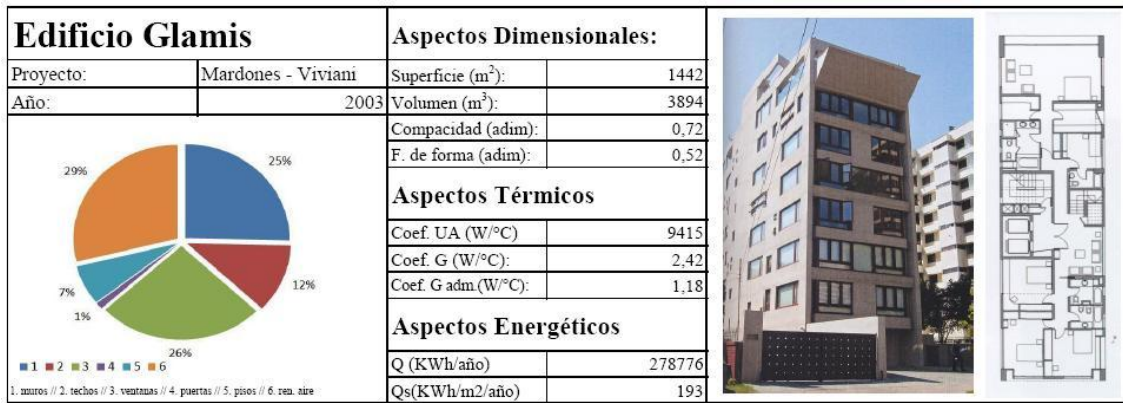 Edificio Glamis
Proyecto: Mardones - Viviani
Año: 2003
29%
25%
12%
7%
1%
26%
1 2 3 4 5 6
1. muros // 2. techos // 3. ventanas // 4. puertas // 5. pisos // 6. ren. aire
Aspectos Dimensionales:
Superficie (m²): 1442
Volumen (m³): 3894
Compacidad (adim): 0,72
F. de forma (adim): 0,52
Aspectos Térmicos
Coef. UA (W/°C) 9415
Coef. G (W/°C): 2,42
Coef. G adm.(W/°C): 1,18
Aspectos Energéticos
Q (KWh/año) 278776
Qs(KWh/m2/año) 193